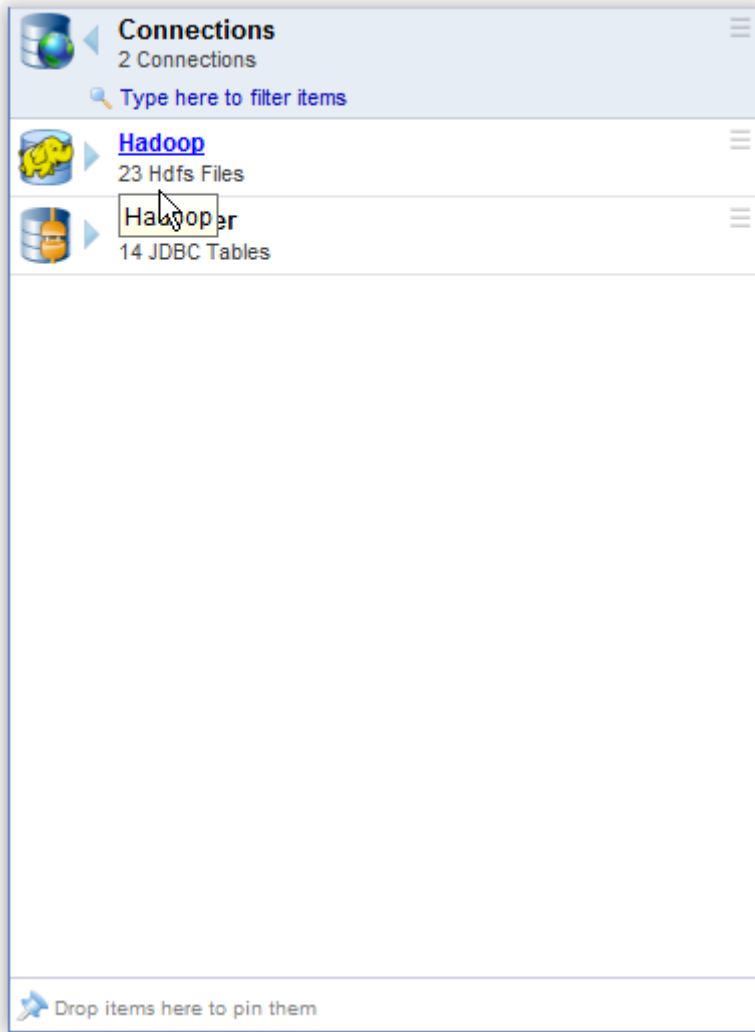 Connections
2 Connections
Type here to filter items
Hadoop
23 Hdfs Files
Hadoop
14 JDBC Tables
Drop items here to pin them